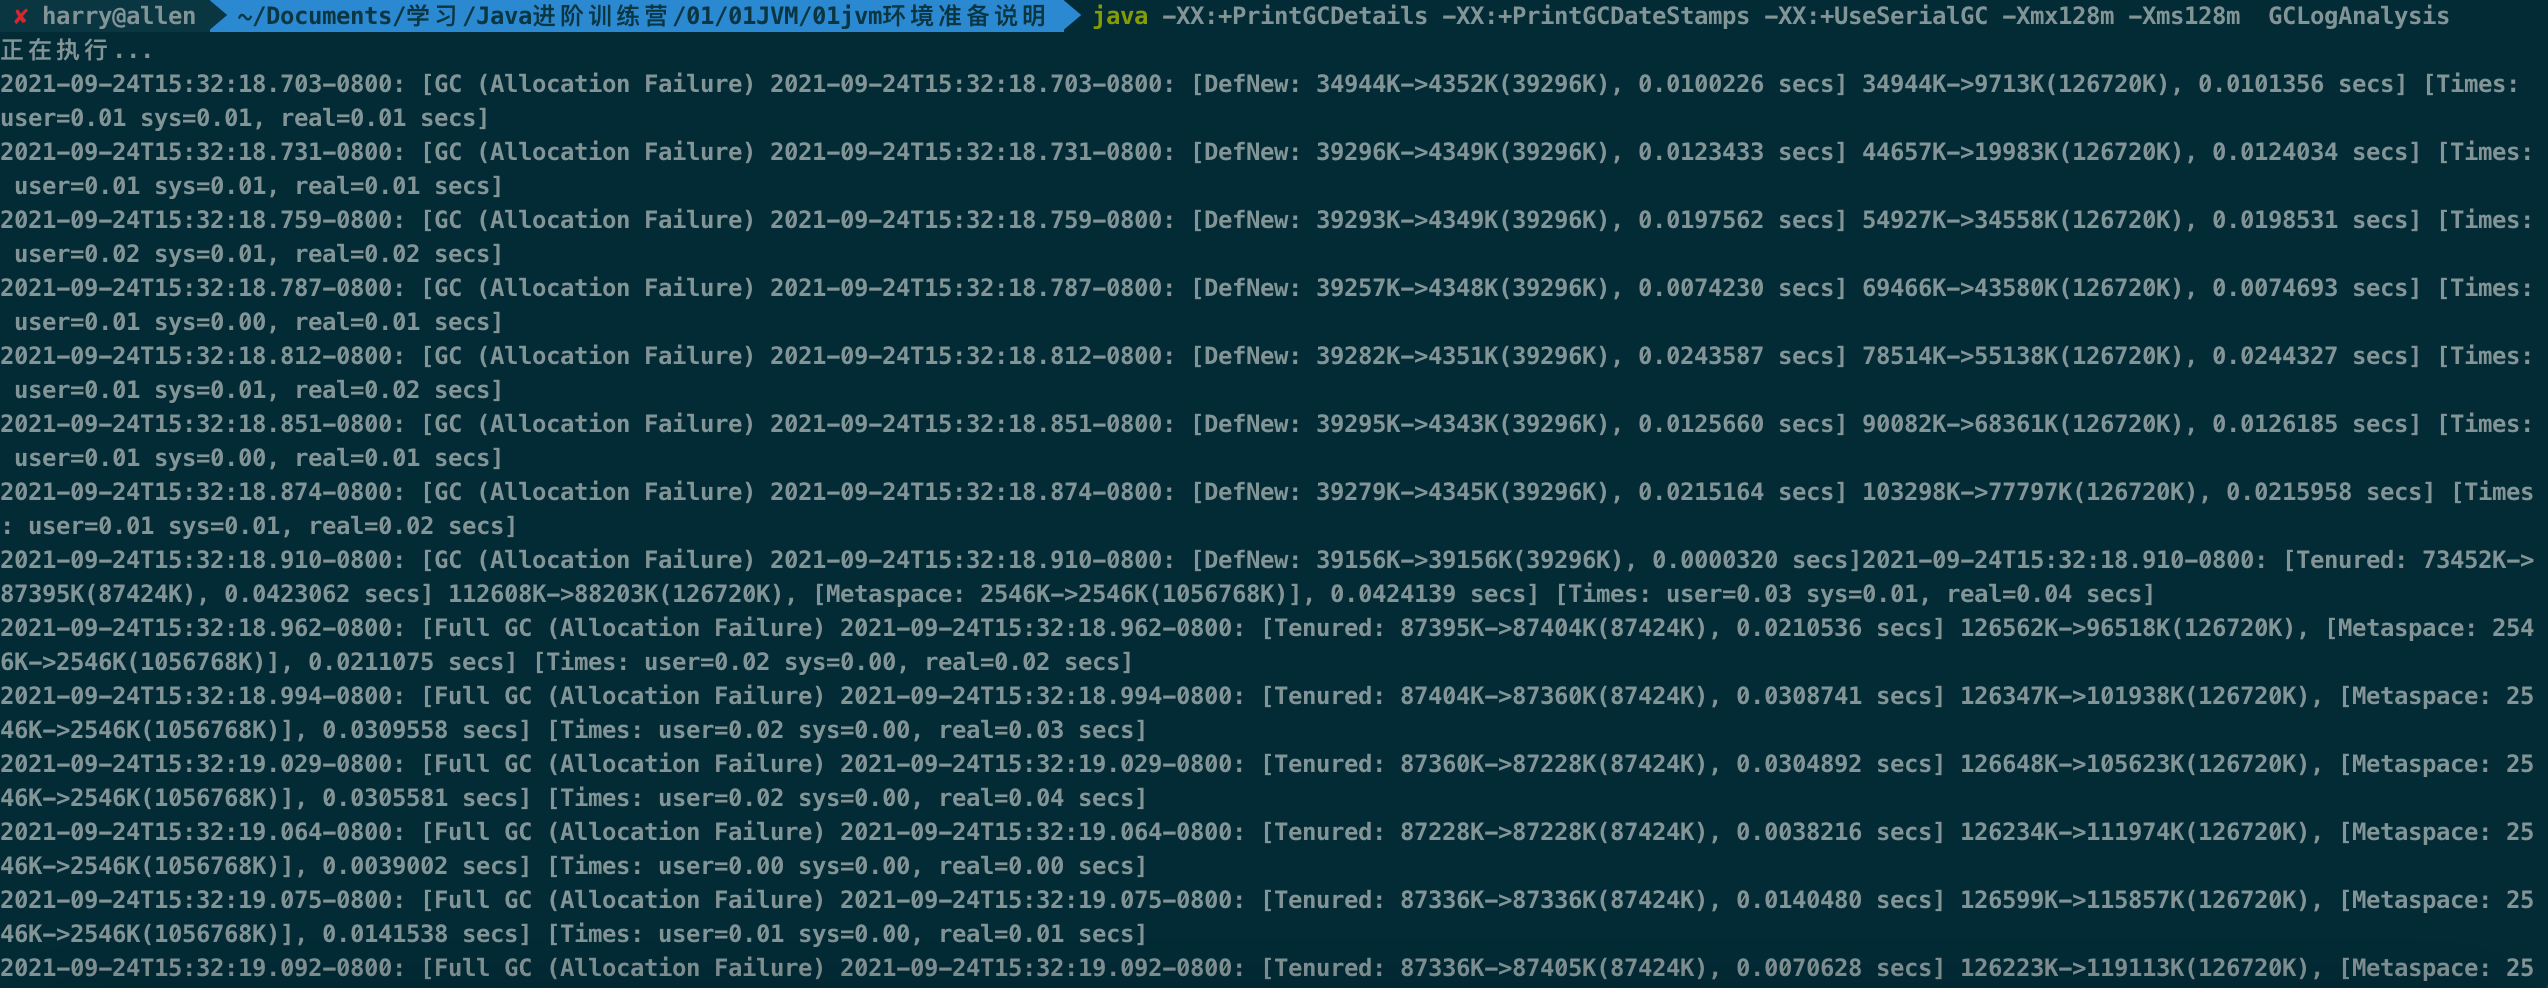 ✘ harry@allen ~/Documents/学习/Java进阶训练营/01/01JVM/01jvm环境准备说明 java -XX:+PrintGCDetails -XX:+PrintGCDateStamps -XX:+UseSerialGC -Xmx128m -Xms128m  GCLogAnalysis
正在执行...
2021-09-24T15:32:18.703-0800: [GC (Allocation Failure) 2021-09-24T15:32:18.703-0800: [DefNew: 34944K->4352K(39296K), 0.0100226 secs] 34944K->9713K(126720K), 0.0101356 secs] [Times:
user=0.01 sys=0.01, real=0.01 secs]
2021-09-24T15:32:18.731-0800: [GC (Allocation Failure) 2021-09-24T15:32:18.731-0800: [DefNew: 39296K->4349K(39296K), 0.0123433 secs] 44657K->19983K(126720K), 0.0124034 secs] [Times:
user=0.01 sys=0.01, real=0.01 secs]
2021-09-24T15:32:18.759-0800: [GC (Allocation Failure) 2021-09-24T15:32:18.759-0800: [DefNew: 39293K->4349K(39296K), 0.0197562 secs] 54927K->34558K(126720K), 0.0198531 secs] [Times:
user=0.02 sys=0.01, real=0.02 secs]
2021-09-24T15:32:18.787-0800: [GC (Allocation Failure) 2021-09-24T15:32:18.787-0800: [DefNew: 39257K->4348K(39296K), 0.0074230 secs] 69466K->43580K(126720K), 0.0074693 secs] [Times:
user=0.01 sys=0.00, real=0.01 secs]
2021-09-24T15:32:18.812-0800: [GC (Allocation Failure) 2021-09-24T15:32:18.812-0800: [DefNew: 39282K->4351K(39296K), 0.0243587 secs] 78514K->55138K(126720K), 0.0244327 secs] [Times:
user=0.01 sys=0.01, real=0.02 secs]
2021-09-24T15:32:18.851-0800: [GC (Allocation Failure) 2021-09-24T15:32:18.851-0800: [DefNew: 39295K->4343K(39296K), 0.0125660 secs] 90082K->68361K(126720K), 0.0126185 secs] [Times:
user=0.01 sys=0.00, real=0.01 secs]
2021-09-24T15:32:18.874-0800: [GC (Allocation Failure) 2021-09-24T15:32:18.874-0800: [DefNew: 39279K->4345K(39296K), 0.0215164 secs] 103298K->77797K(126720K), 0.0215958 secs] [Times
: user=0.01 sys=0.01, real=0.02 secs]
2021-09-24T15:32:18.910-0800: [GC (Allocation Failure) 2021-09-24T15:32:18.910-0800: [DefNew: 39156K->39156K(39296K), 0.0000320 secs]2021-09-24T15:32:18.910-0800: [Tenured: 73452K->
87395K(87424K), 0.0423062 secs] 112608K->88203K(126720K), [Metaspace: 2546K->2546K(1056768K)], 0.0424139 secs] [Times: user=0.03 sys=0.01, real=0.04 secs]
2021-09-24T15:32:18.962-0800: [Full GC (Allocation Failure) 2021-09-24T15:32:18.962-0800: [Tenured: 87395K->87404K(87424K), 0.0210536 secs] 126562K->96518K(126720K), [Metaspace: 254
6K->2546K(1056768K)], 0.0211075 secs] [Times: user=0.02 sys=0.00, real=0.02 secs]
2021-09-24T15:32:18.994-0800: [Full GC (Allocation Failure) 2021-09-24T15:32:18.994-0800: [Tenured: 87404K->87360K(87424K), 0.0308741 secs] 126347K->101938K(126720K), [Metaspace: 25
46K->2546K(1056768K)], 0.0309558 secs] [Times: user=0.02 sys=0.00, real=0.03 secs]
2021-09-24T15:32:19.029-0800: [Full GC (Allocation Failure) 2021-09-24T15:32:19.029-0800: [Tenured: 87360K->87228K(87424K), 0.0304892 secs] 126648K->105623K(126720K), [Metaspace: 25
46K->2546K(1056768K)], 0.0305581 secs] [Times: user=0.02 sys=0.00, real=0.04 secs]
2021-09-24T15:32:19.064-0800: [Full GC (Allocation Failure) 2021-09-24T15:32:19.064-0800: [Tenured: 87228K->87228K(87424K), 0.0038216 secs] 126234K->111974K(126720K), [Metaspace: 25
46K->2546K(1056768K)], 0.0039002 secs] [Times: user=0.00 sys=0.00, real=0.00 secs]
2021-09-24T15:32:19.075-0800: [Full GC (Allocation Failure) 2021-09-24T15:32:19.075-0800: [Tenured: 87336K->87336K(87424K), 0.0140480 secs] 126599K->115857K(126720K), [Metaspace: 25
46K->2546K(1056768K)], 0.0141538 secs] [Times: user=0.01 sys=0.00, real=0.01 secs]
2021-09-24T15:32:19.092-0800: [Full GC (Allocation Failure) 2021-09-24T15:32:19.092-0800: [Tenured: 87336K->87405K(87424K), 0.0070628 secs] 126223K->119113K(126720K), [Metaspace: 25